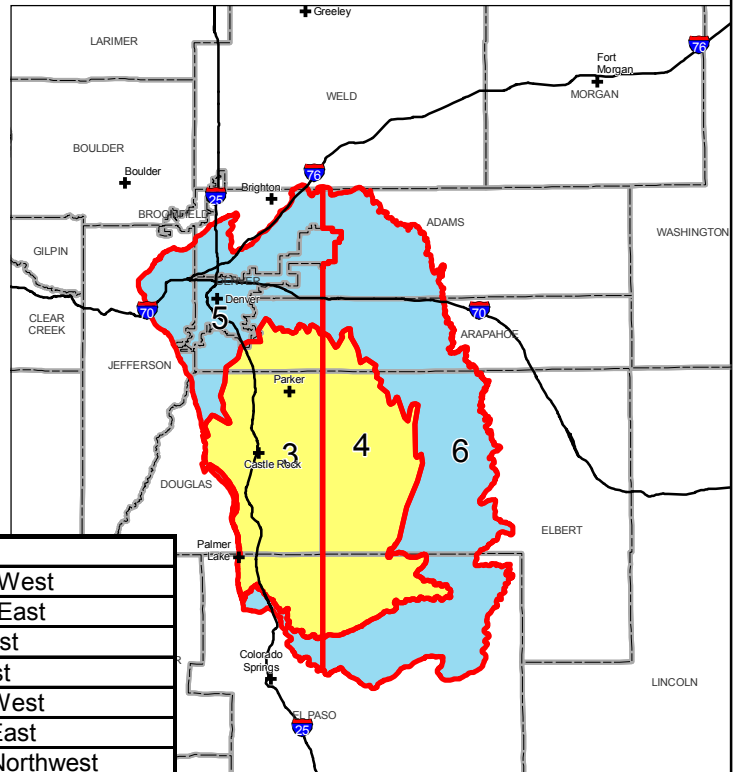 Greeley
LARIMER
76
Fort
Morgan
MORGAN
WELD
BOULDER
Boulder
76
25
Brighton
BROOMFIELD
ADAMS
WASHINGTON
GILPIN
DENVER
Denver
70
70
5
CLEAR
CREEK
ARAPAHOE
JEFFERSON
Parker
3
4
6
Castle Rock
DOUGLAS
ELBERT
Palmer
Lake
West
East
st
st
West
East
Northwest
R
Colorado
Springs
LINCOLN
EL PASO
25